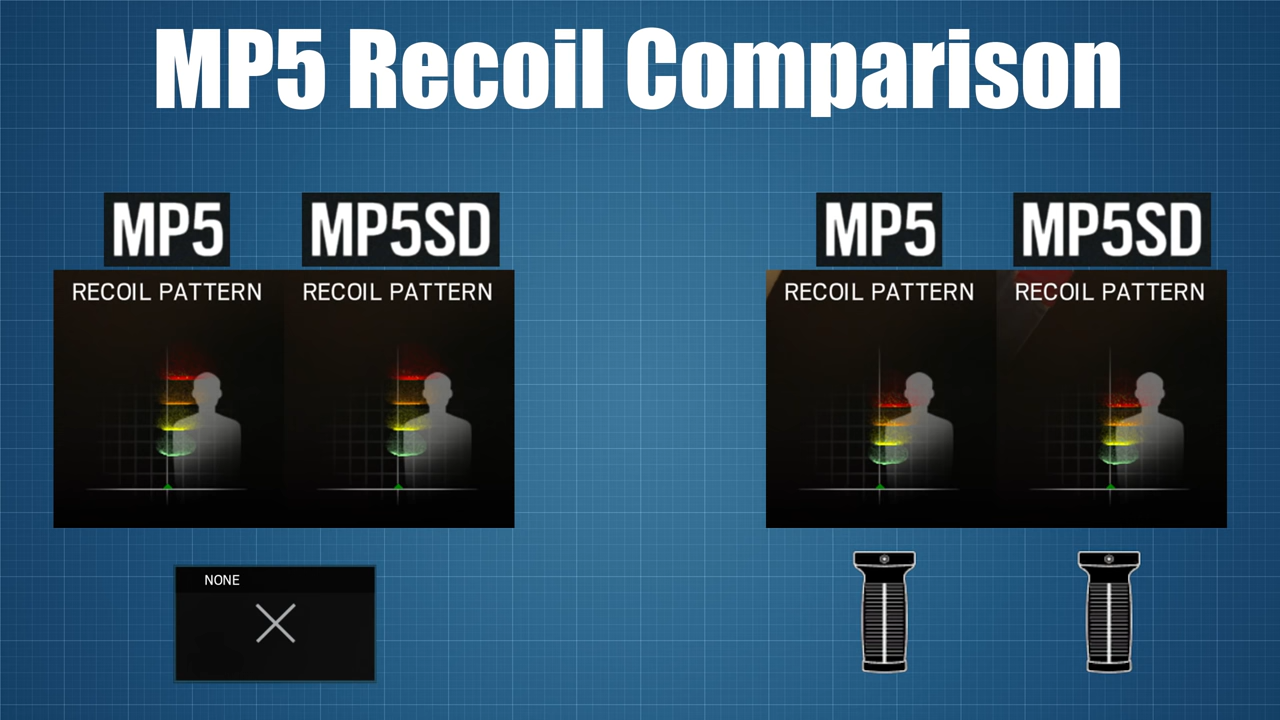 MP5 Recoil Comparison
MP5 MP5SD MP5 MP5SD
RECOIL PATTERN RECOIL PATTERN RECOIL PATTERN RECOIL PATTERN
NONE